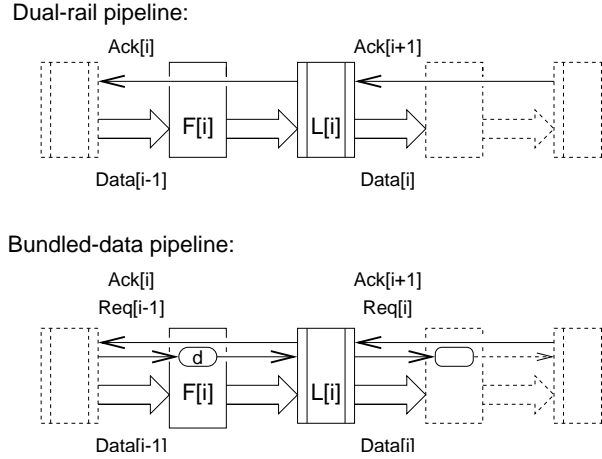 Dual-rail pipeline:
Ack[i] Ack[i+1]
F[i] L[i]
Data[i-1] Data[i]
Bundled-data pipeline:
Ack[i] Ack[i+1]
Req[i-1] Req[i]
d
F[i] L[i]
Data[i-1] Data[i]